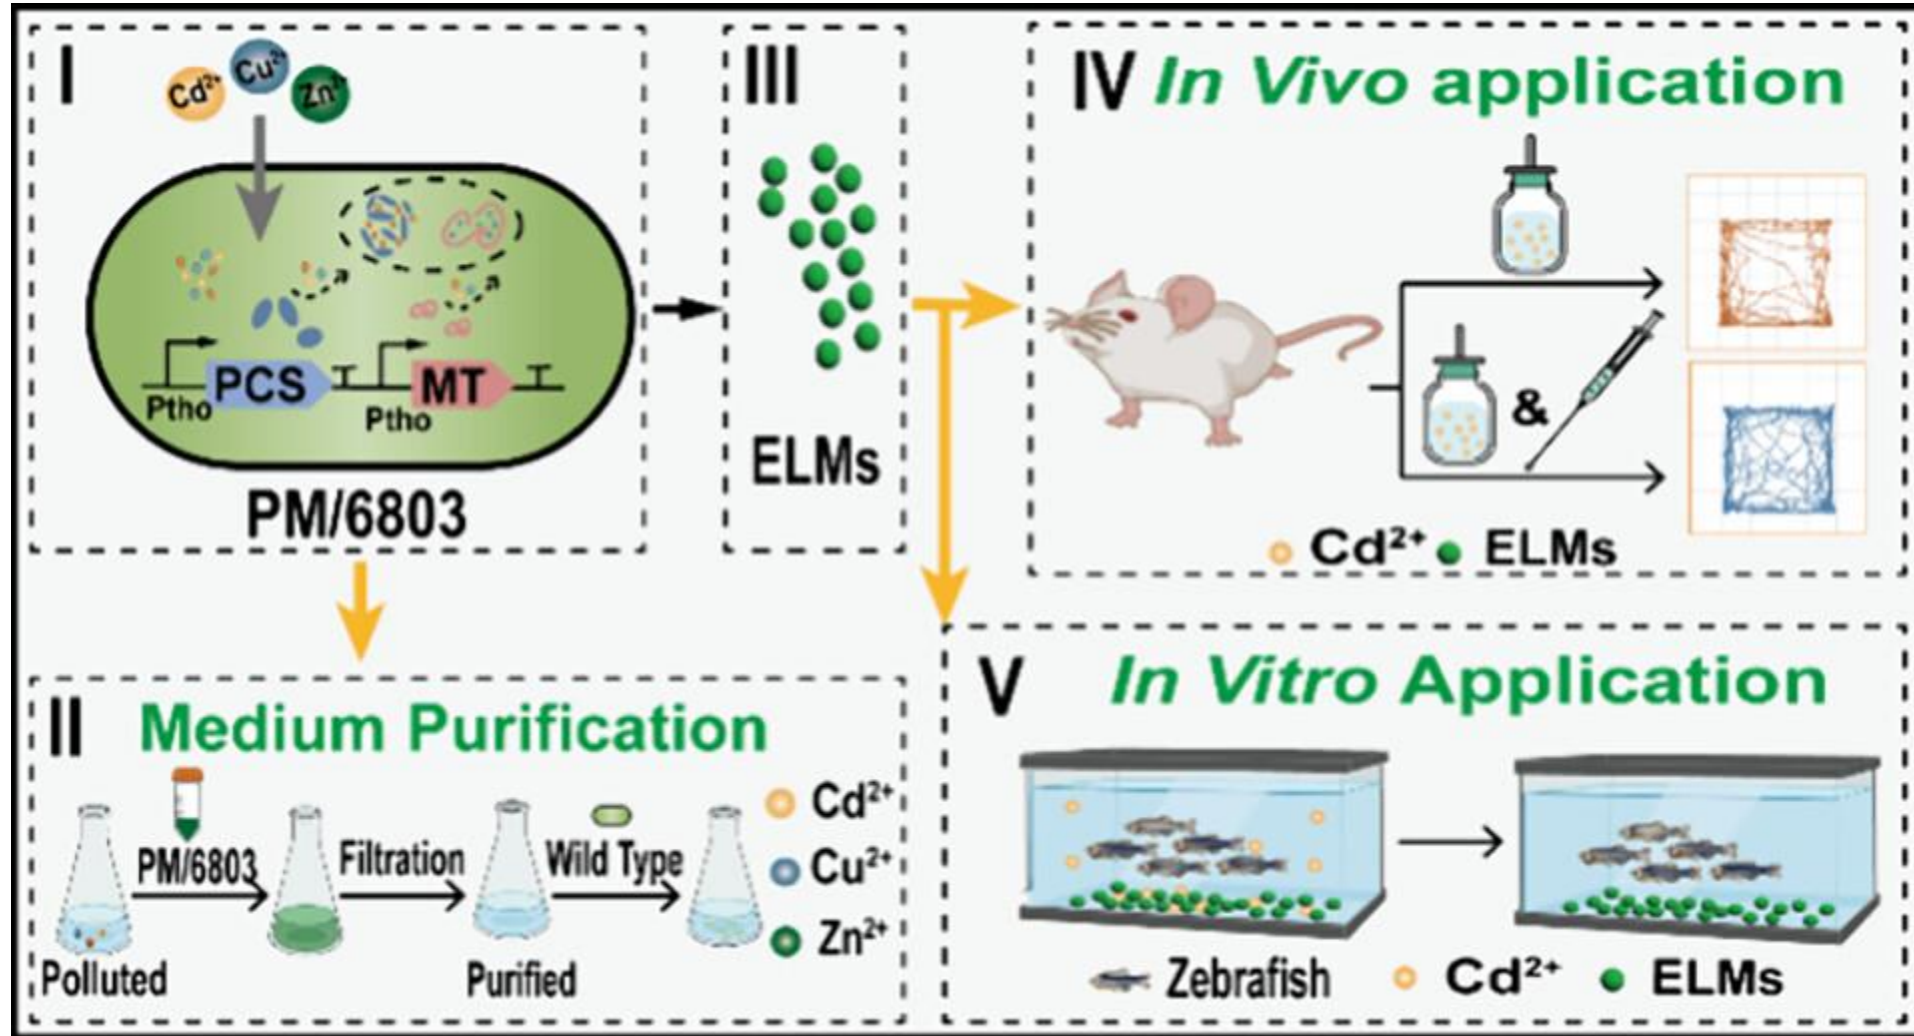 I
Cd²⁺
Cu²⁺
Zn²⁺
PCS
MT
Ptho
Ptho
PM/6803
II
Medium Purification
PM/6803
Filtration
Wild Type
Polluted
Purified
Cd²⁺
Cu²⁺
Zn²⁺
III
ELMs
IV In Vivo application
&
Cd²⁺ ELMs
V In Vitro Application
Zebrafish Cd²⁺ ELMs